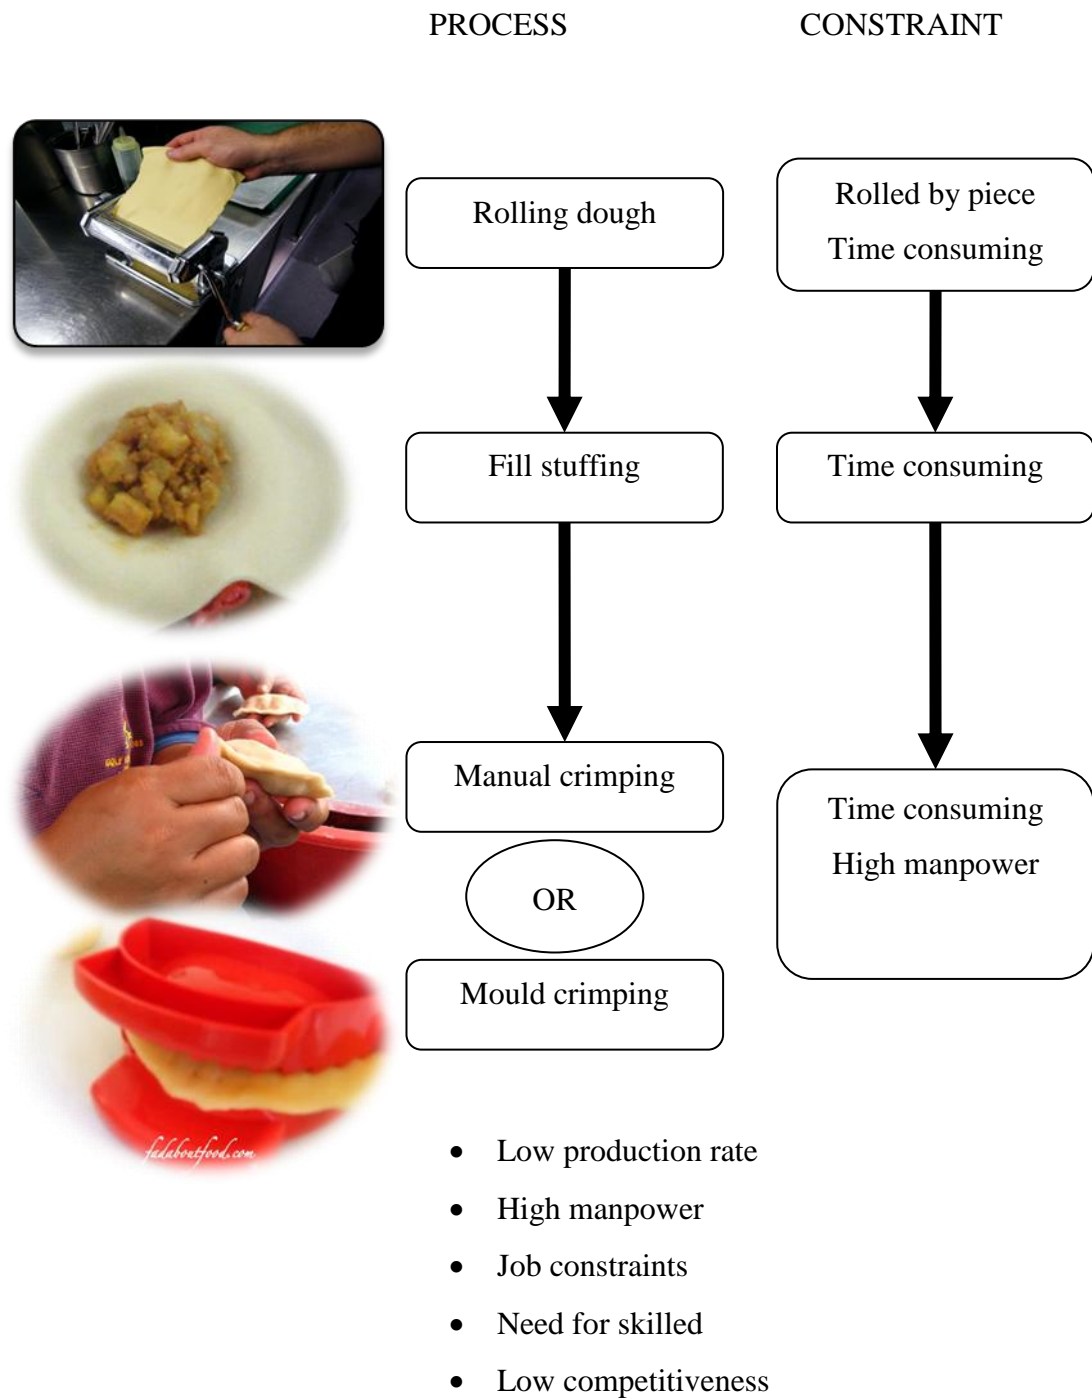 PROCESS
CONSTRAINT
Rolling dough
Rolled by piece
Time consuming
Fill stuffing
Time consuming
Manual crimping
Time consuming
High manpower
OR
Mould crimping
fadaboutfood.com
• Low production rate
• High manpower
• Job constraints
• Need for skilled
• Low competitiveness